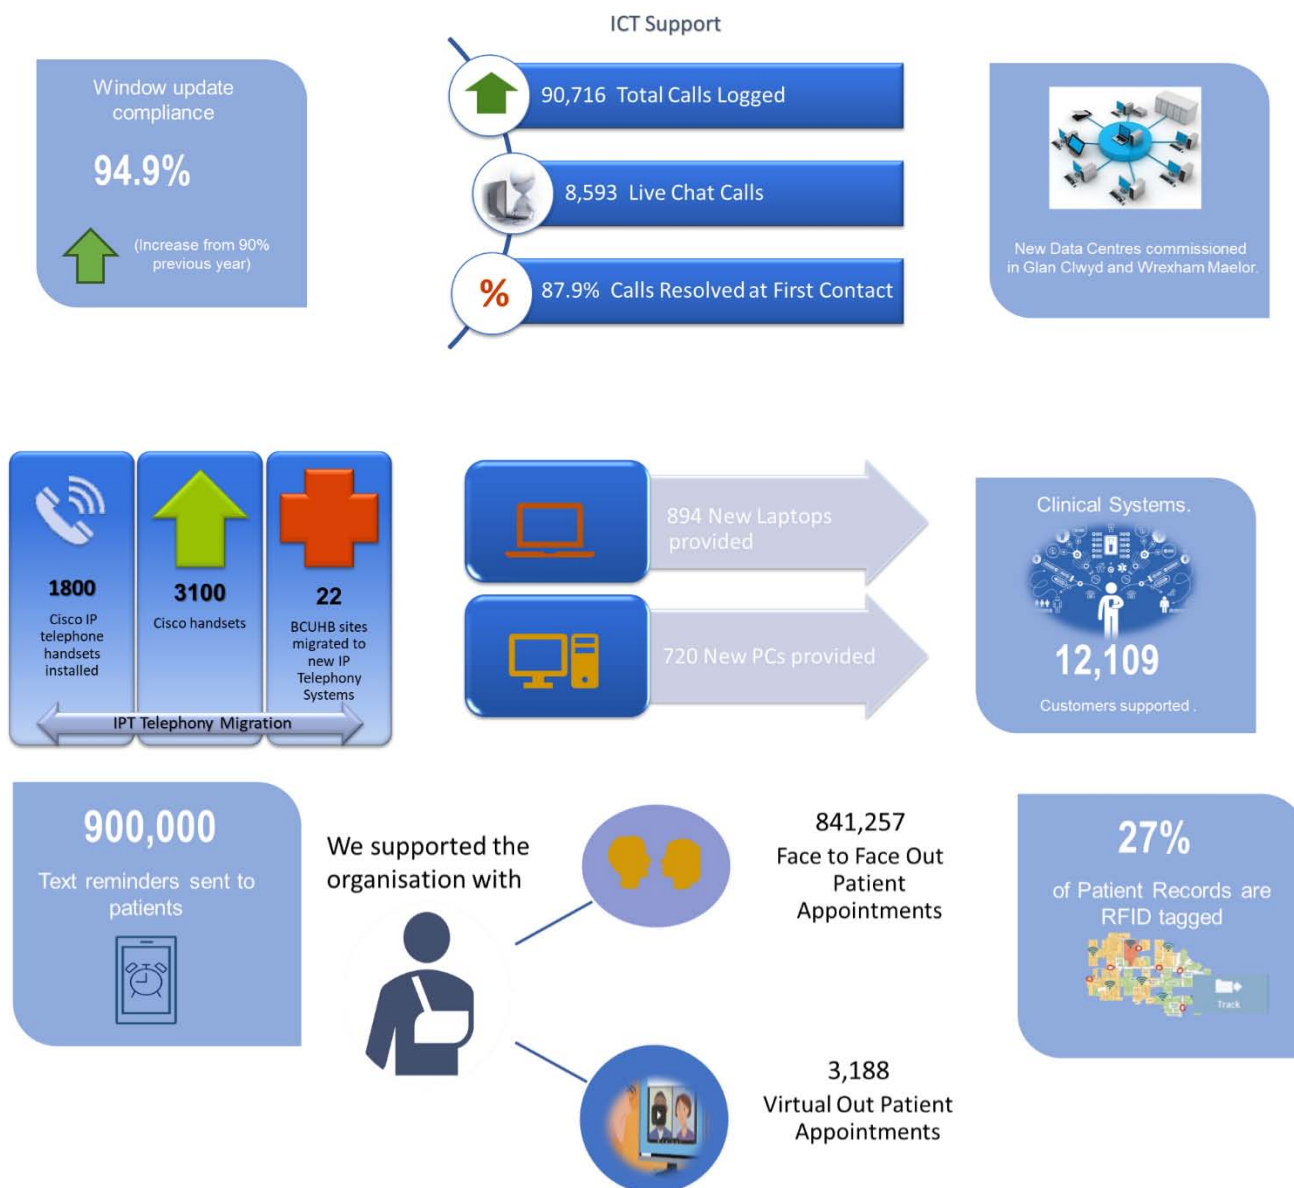 ICT Support
Window update
compliance
94.9%
(Increase from 90%
previous year)
90,716 Total Calls Logged
8,593 Live Chat Calls
%
87.9% Calls Resolved at First Contact
New Data Centres commissioned
in Glan Clwyd and Wrexham Maelor.
1800
Cisco IP
telephone
handsets
installed
3100
Cisco handsets
22
BCUHB sites
migrated to
new IP
Telephony
Systems
IPT Telephony Migration
894 New Laptops
provided
720 New PCs provided
Clinical Systems.
12,109
Customers supported .
900,000
Text reminders sent to
patients
We supported the
organisation with
841,257
Face to Face Out
Patient
Appointments
3,188
Virtual Out Patient
Appointments
27%
of Patient Records are
RFID tagged
Track